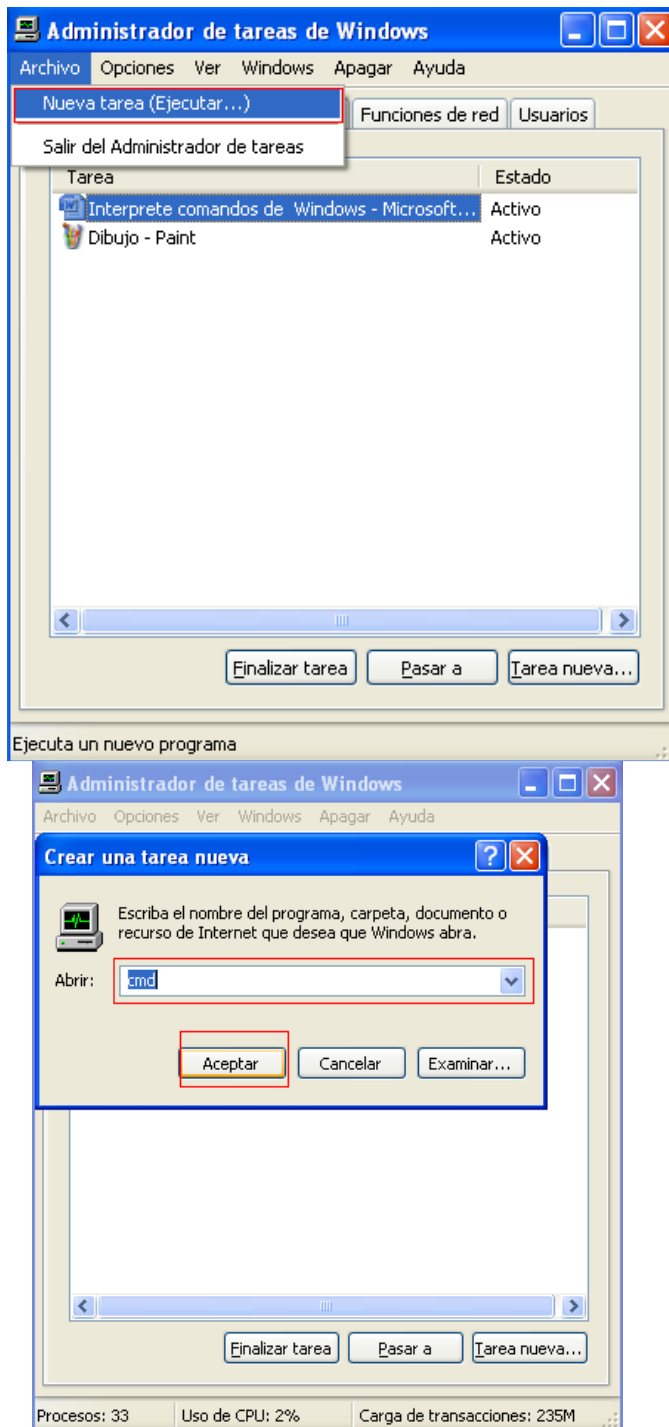 Administrador de tareas de Windows
Archivo Opciones Ver Windows Apagar Ayuda
Nueva tarea (Ejecutar...)
Salir del Administrador de tareas
Funciones de red Usuarios
Tarea Estado
Interprete comandos de Windows - Microsoft... Activo
Dibujo - Paint Activo
Finalizar tarea Pasar a Tarea nueva...
Ejecuta un nuevo programa
Administrador de tareas de Windows
Archivo Opciones Ver Windows Apagar Ayuda
Crear una tarea nueva
Escriba el nombre del programa, carpeta, documento o
recurso de Internet que desea que Windows abra.
Abrir: cmd
Aceptar Cancelar Examinar...
Finalizar tarea Pasar a Tarea nueva...
Procesos: 33 Uso de CPU: 2% Carga de transacciones: 235M